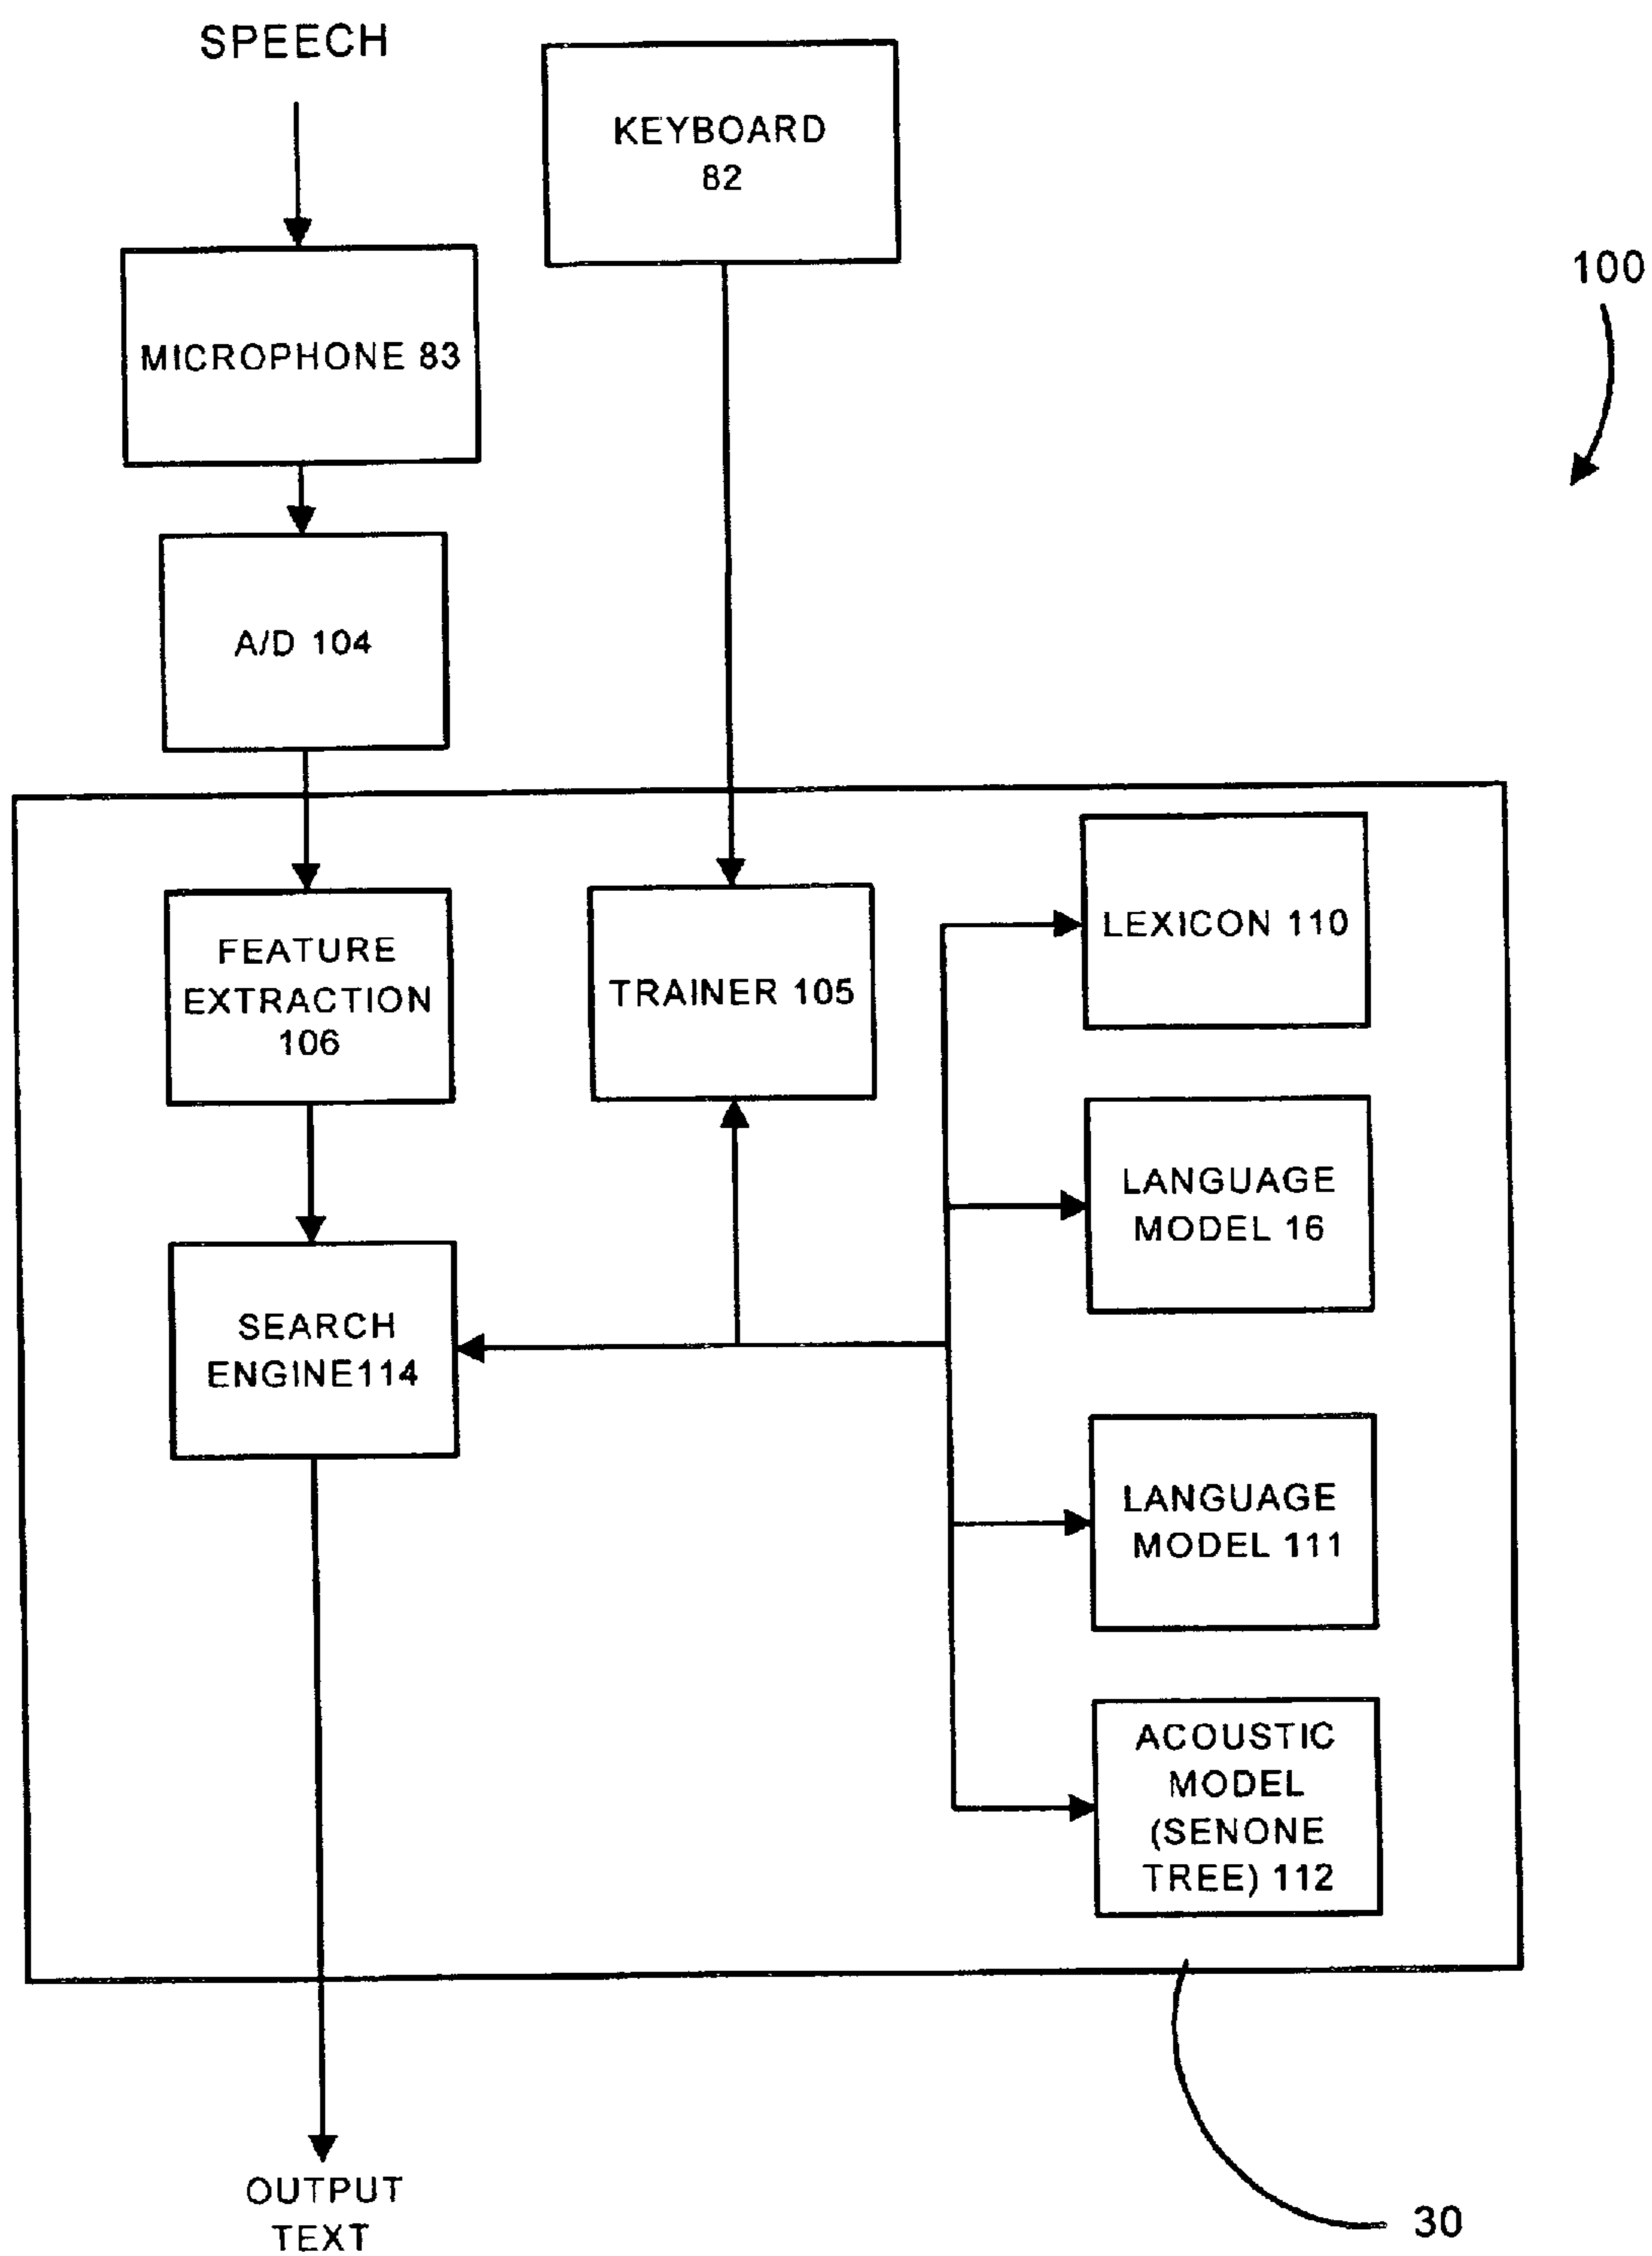 SPEECH
KEYBOARD
82
100
MICROPHONE 83
A/D 104
FEATURE
EXTRACTION
106
TRAINER 105
LEXICON 110
LANGUAGE
MODEL 16
SEARCH
ENGINE114
LANGUAGE
MODEL 111
ACOUSTIC
MODEL
(SENONE
TREE) 112
OUTPUT
TEXT
30